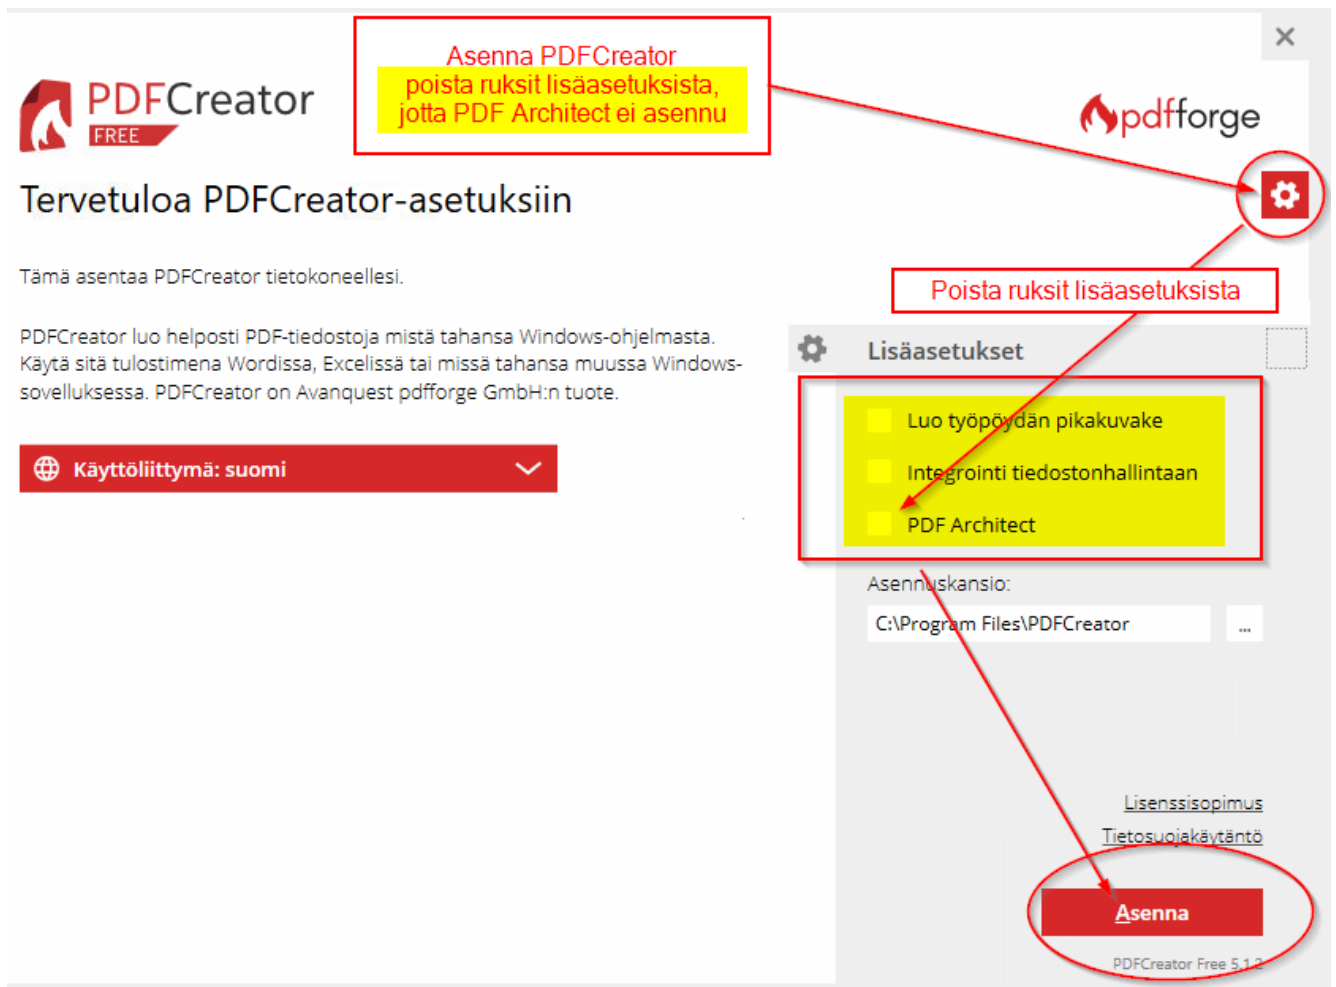 Asenna PDFCreator
poista ruksit lisäasetuksista,
jotta PDF Architect ei asennu
PDFCreator
FREE
pdfforge
Tervetuloa PDFCreator-asetuksiin
Tämä asentaa PDFCreator tietokoneellesi.
Poista ruksit lisäasetuksista
PDFCreator luo helposti PDF-tiedostoja mistä tahansa Windows-ohjelmasta.
Käytä sitä tulostimena Wordissa, Excelissä tai missä tahansa muussa Windows-
sovelluksessa. PDFCreator on Avanquest pdfforge GmbH:n tuote.
Käyttöliittymä: suomi
Lisäasetukset
Luo työpöydän pikakuvake
Integrointi tiedostonhallintaan
PDF Architect
Asennuskansio:
C:\Program Files\PDFCreator
...
Lisenssisopimus
Tietosuojakäytäntö
Asenna
PDFCreator Free 5.1.2